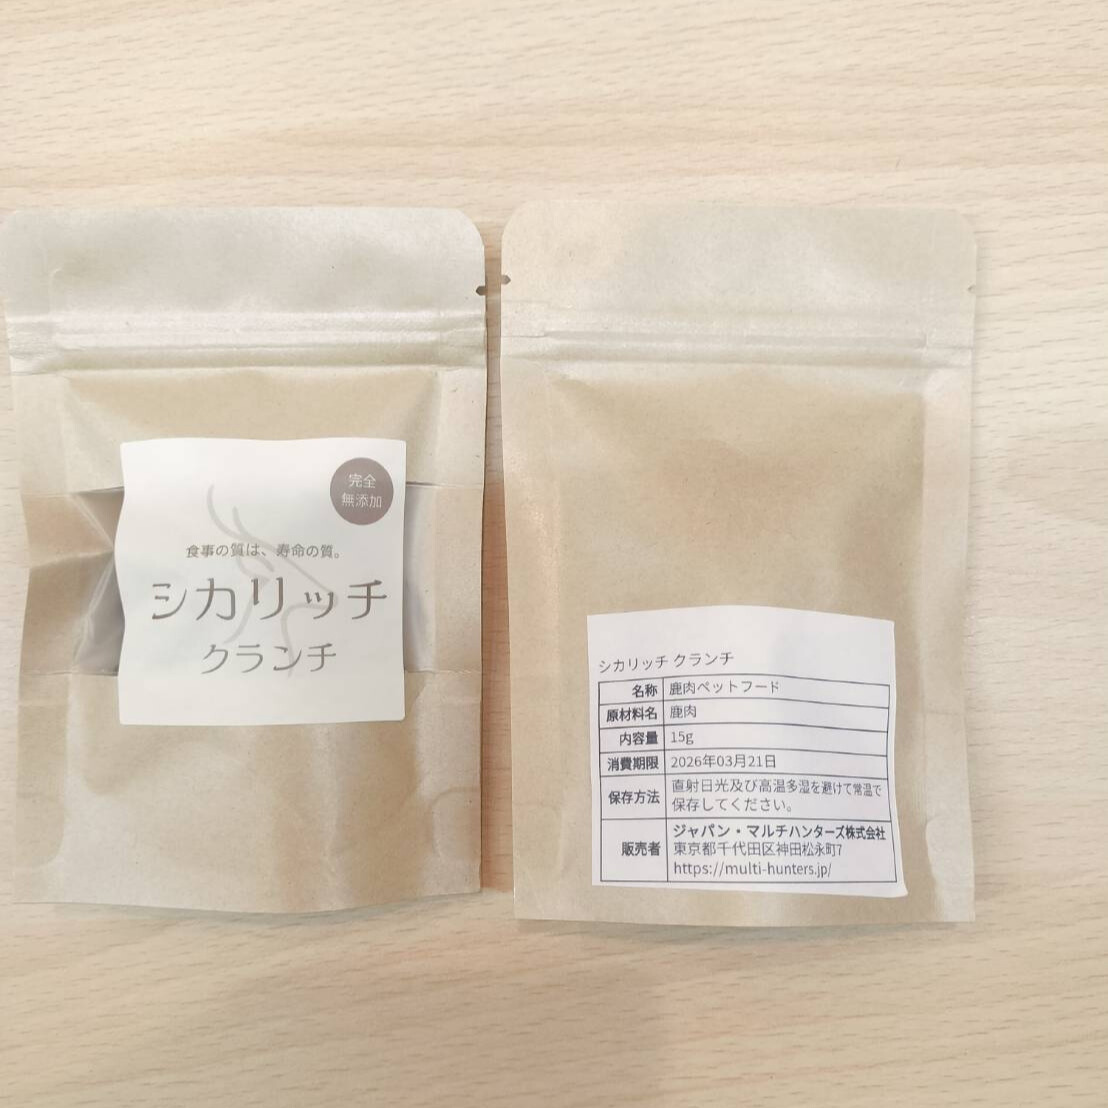 完全
無添加
食事の質は、寿命の質。
シカリッチ
クランチ
シカリッチ クランチ
名称 鹿肉ペットフード
原材料名 鹿肉
内容量 15g
消費期限 2026年03月21日
保存方法 直射日光及び高温多湿を避けて常温で
保存してください。
販売者 ジャパン・マルチハンターズ株式会社
東京都千代田区神田松永町7
https://multi-hunters.jp/